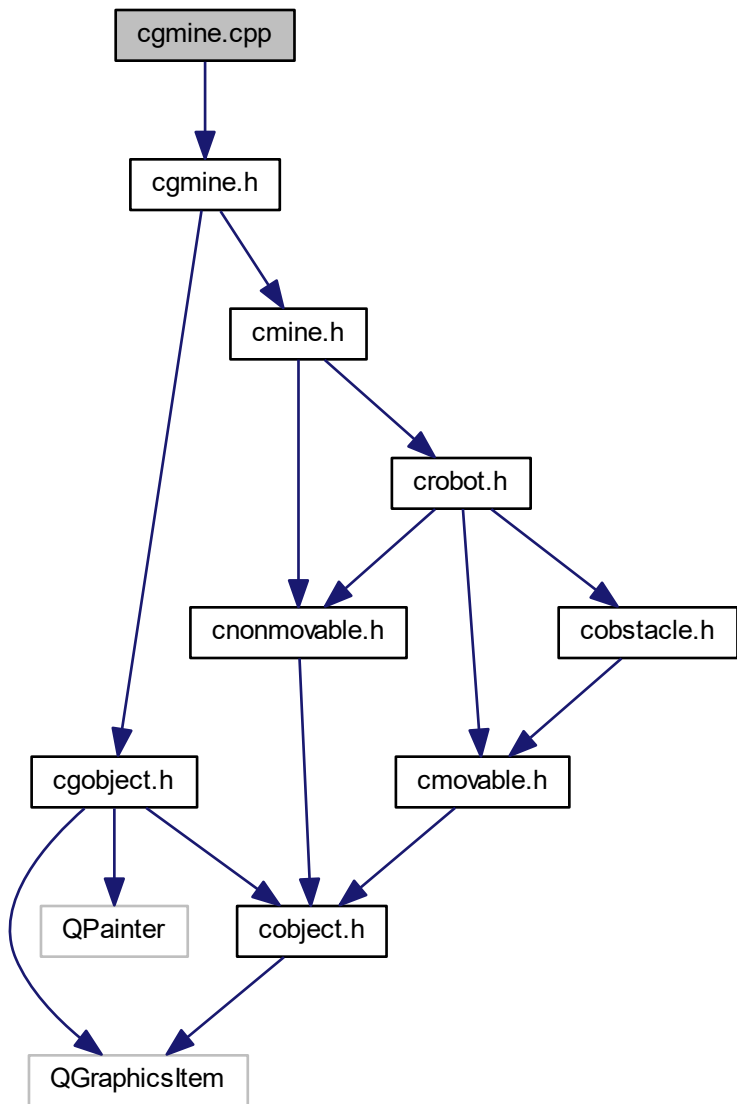 cgmine.cpp
cgmine.h
cmine.h
crobot.h
cnonmovable.h
cobstacle.h
cgobject.h
cmovable.h
QPainter
cobject.h
QGraphicsItem